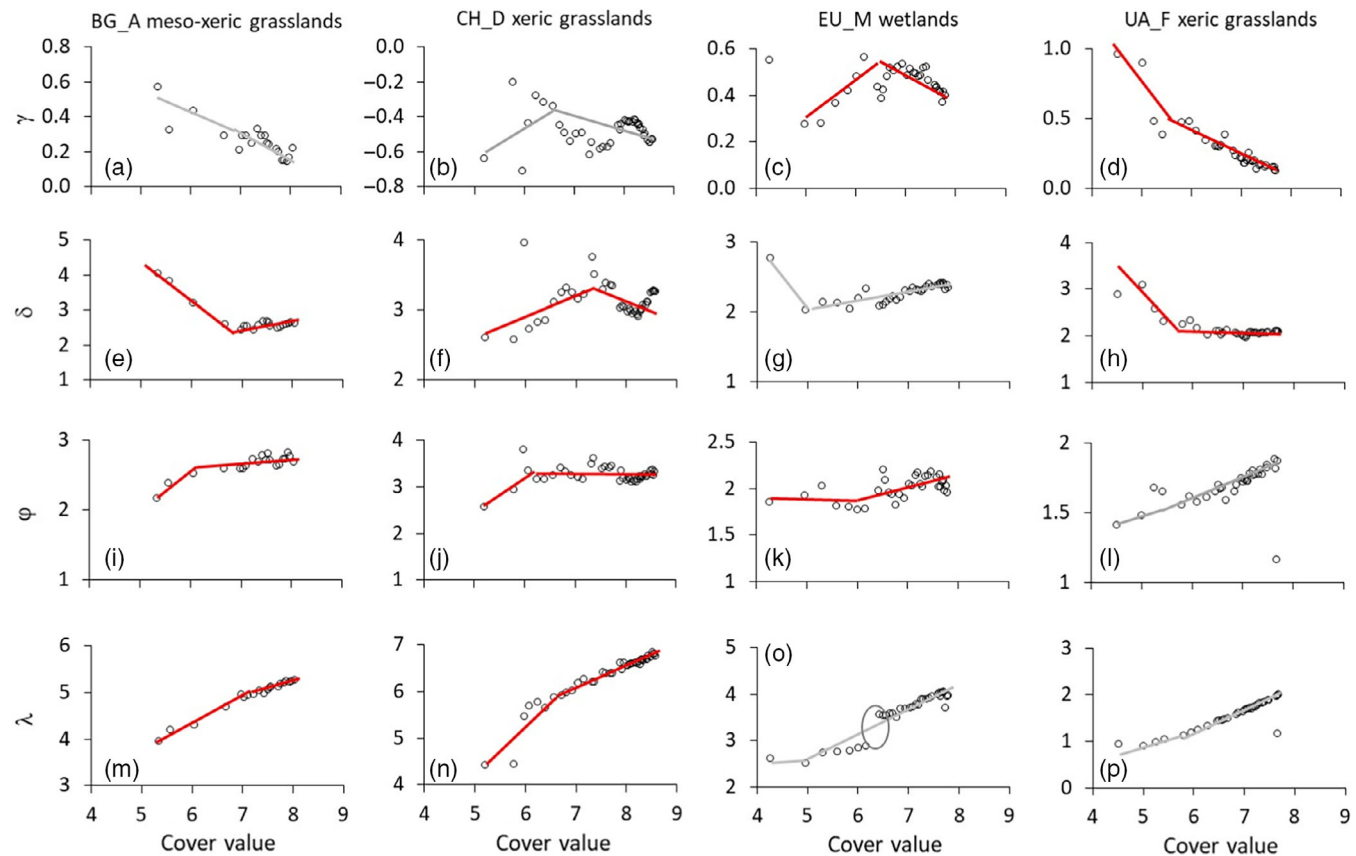 BG_A meso-xeric grasslands CH_D xeric grasslands EU_M wetlands UA_F xeric grasslands
γ
0.8 0.6 0.4 0.2 0.0
(a)
0.0 –0.2 –0.4 –0.6 –0.8
(b)
0.6 0.4 0.2 0.0
(c)
1.0 0.5 0.0
(d)
δ
5 4 3 2 1
(e)
4 3 2
(f)
3 2 1
(g)
4 3 2 1
(h)
φ
3 2 1
(i)
4 3 2 1
(j)
2.5 2 1.5 1
(k)
2 1.5 1
(l)
λ
6 5 4 3
(m)
7 6 5 4
(n)
5 4 3 2
(o)
3 2 1 0
(p)
4 5 6 7 8 9 4 5 6 7 8 9 4 5 6 7 8 9 4 5 6 7 8 9
Cover value Cover value Cover value Cover value